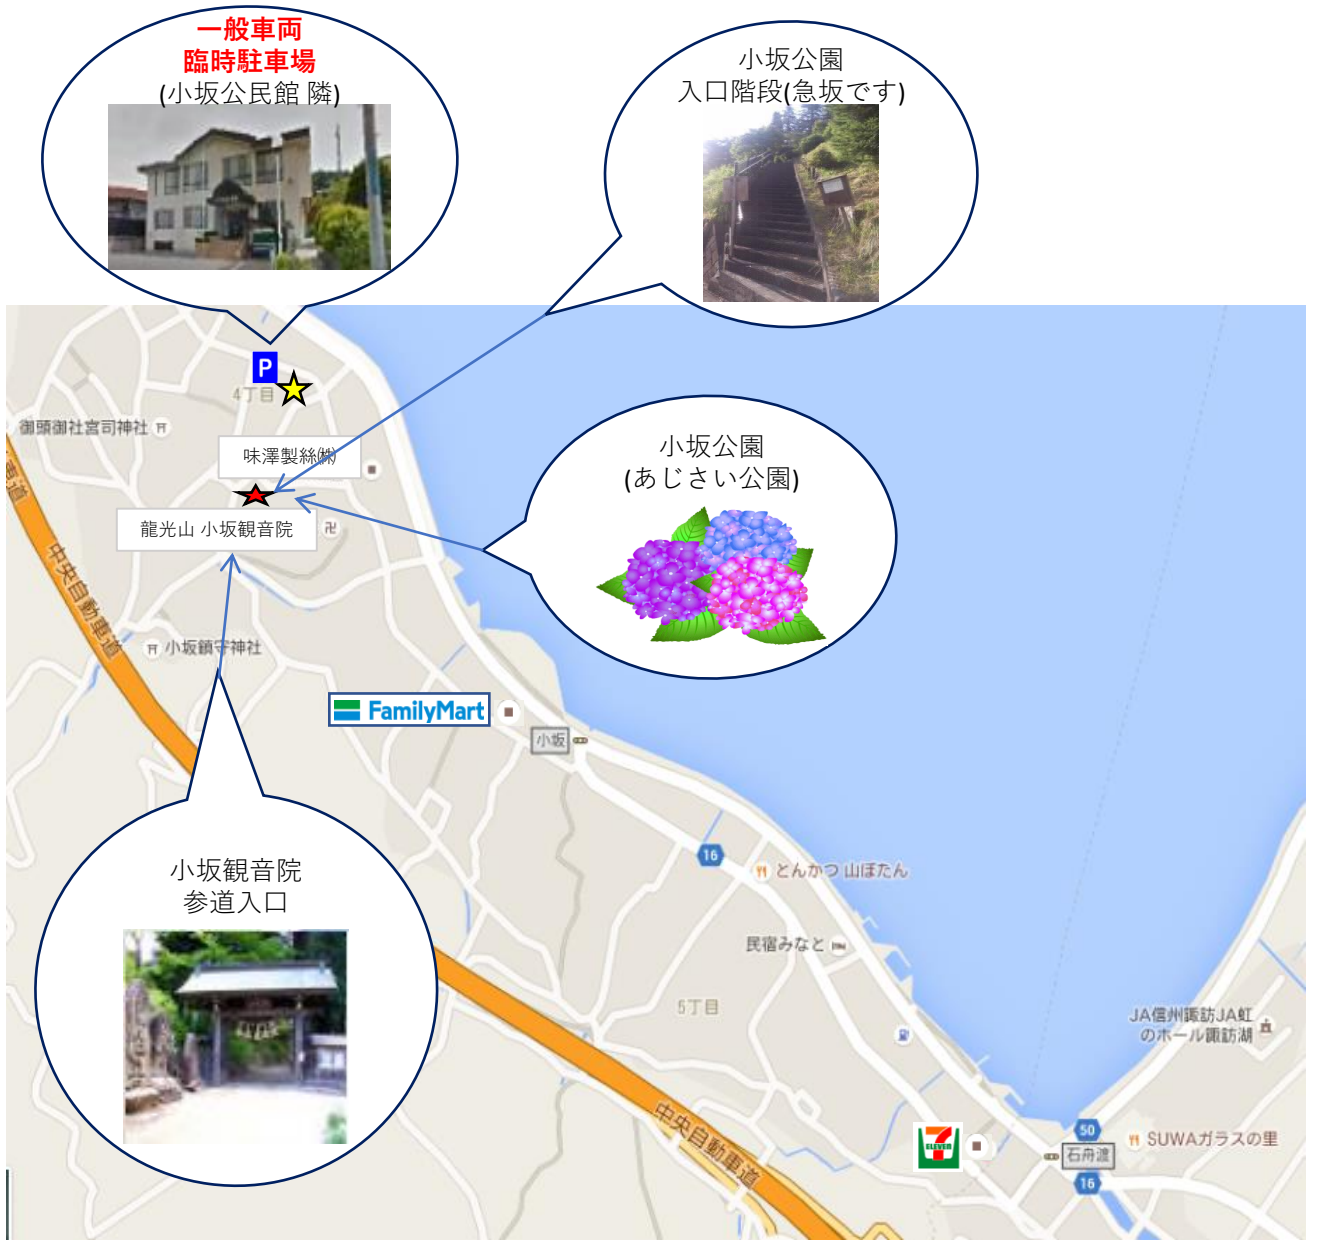 一般車両
臨時駐車場
(小坂公民館 隣)
小坂公園
入口階段(急坂です)
P
4丁目
御頭御社宮司神社
味澤製絲㈱
小坂公園
(あじさい公園)
龍光山 小坂観音院
車道
中央自動車道
小坂鎮守神社
FamilyMart
小坂
16
とんかつ 山ぼたん
小坂観音院
参道入口
民宿みなと
5丁目
JA信州諏訪JA虹
のホール諏訪湖
中央自動車道
7
ELEVEN
50
SUWAガラスの里
石舟渡
16